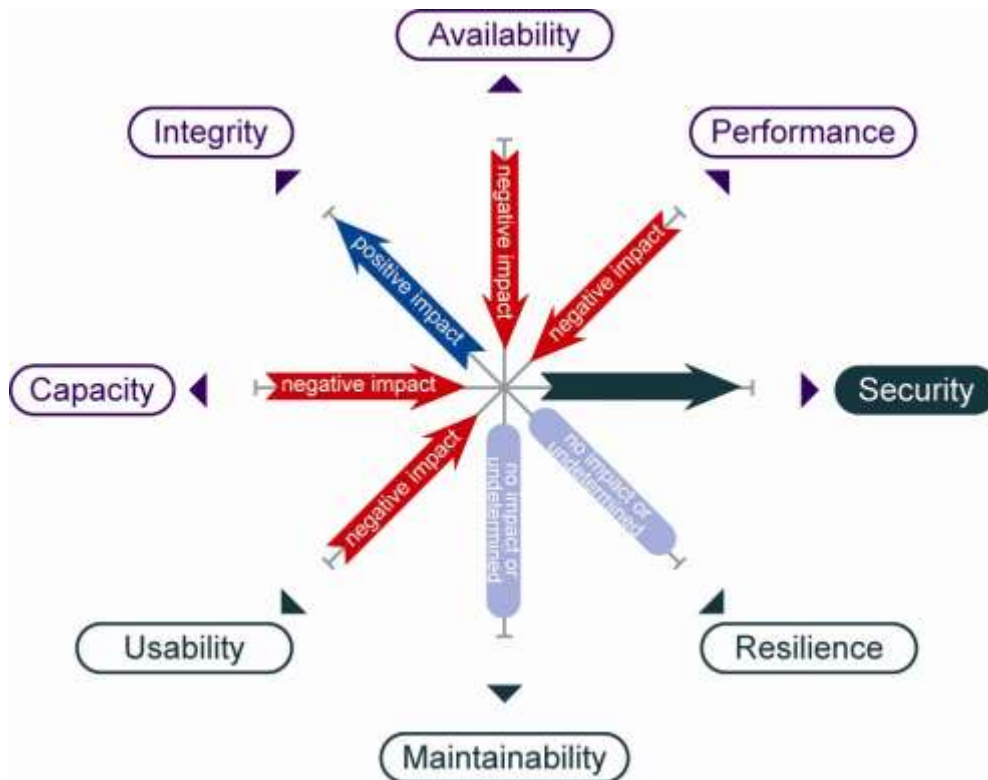 Availability
Integrity
Performance
negative impact
positive impact
negative impact
Capacity
negative impact
Security
negative impact
no impact or
undetermined
no impact or
undetermined
Usability
Resilience
Maintainability